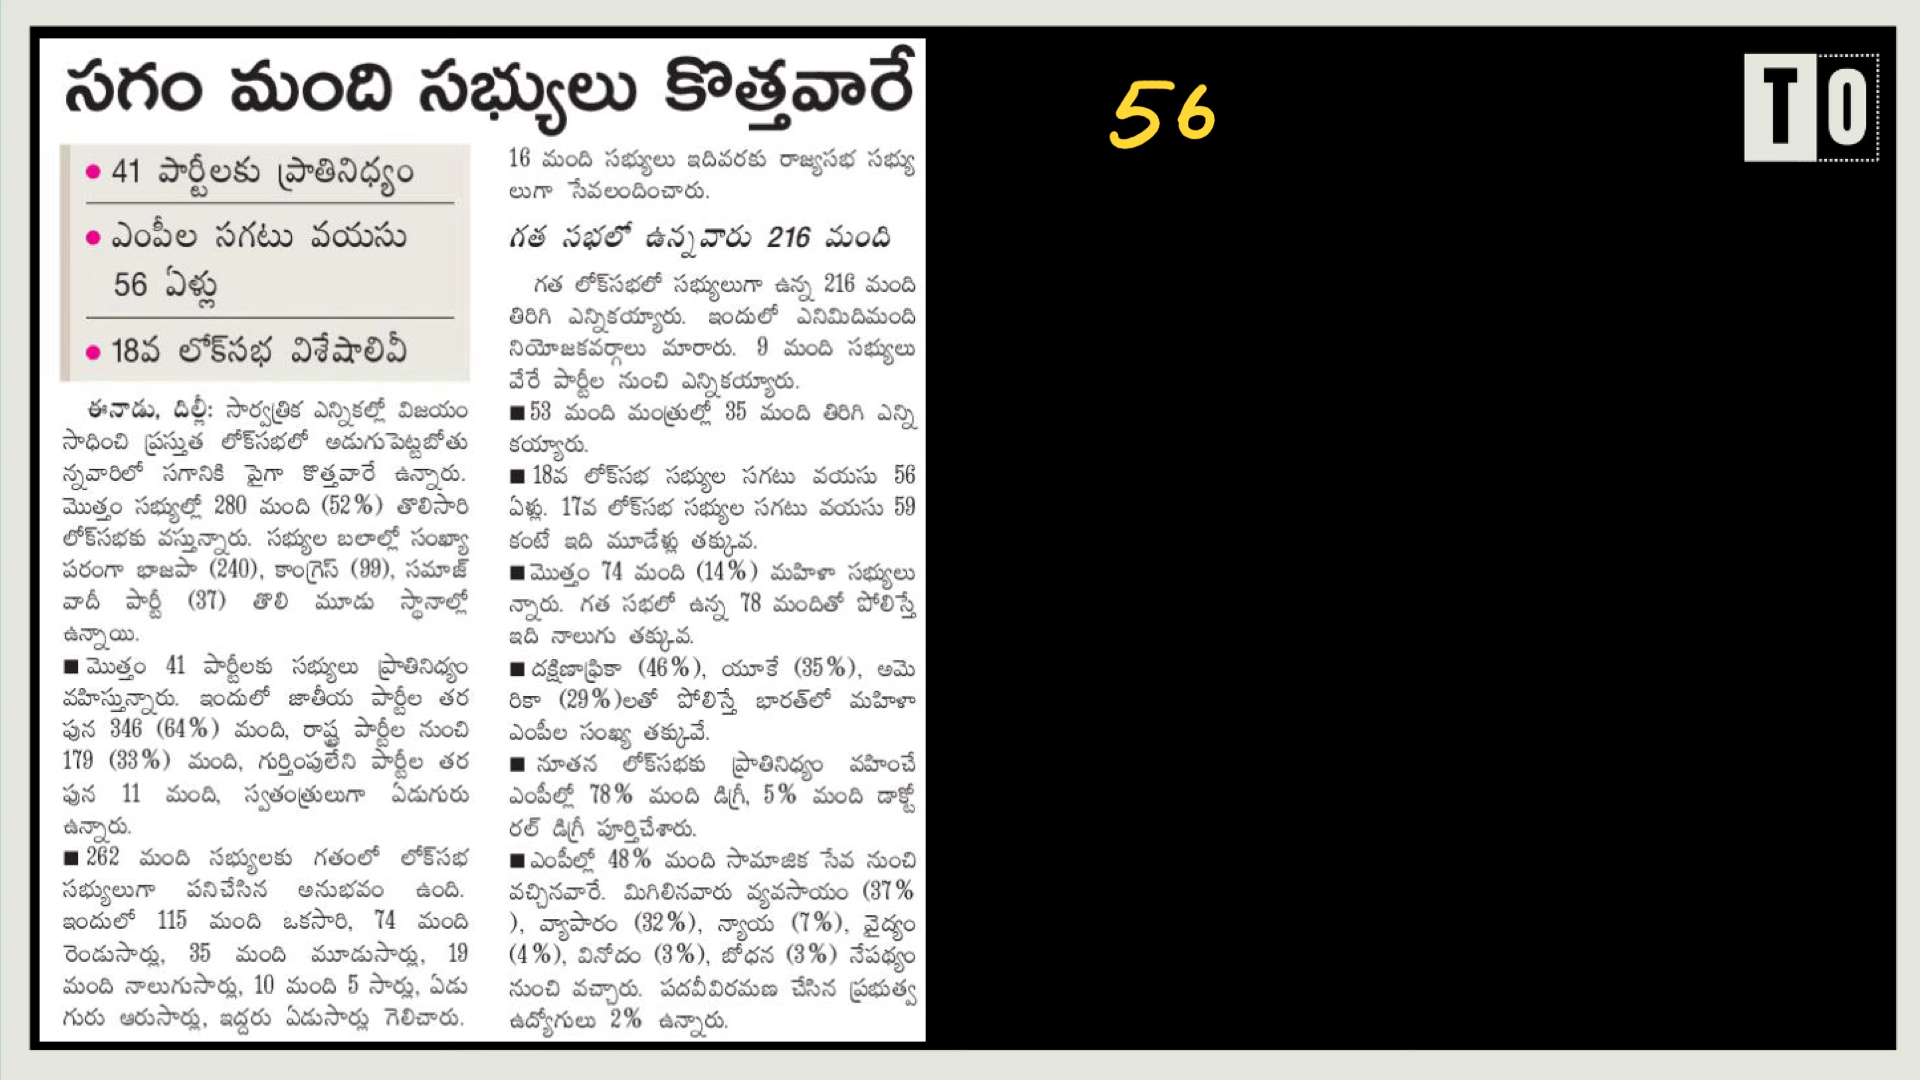 సగం మంది సభ్యులు కొత్తవారే
• 41 పార్టీలకు ప్రాతినిధ్యం
• ఎంపీల సగటు వయసు
56 ఏళ్లు
• 18వ లోక్‌సభ విశేషాలివీ
ఈనాడు, దిల్లీ: సార్వత్రిక ఎన్నికల్లో విజయం
సాధించి ప్రస్తుత లోక్‌సభలో అడుగుపెట్టబోతు
న్నవారిలో సగానికి పైగా కొత్తవారే ఉన్నారు.
మొత్తం సభ్యుల్లో 280 మంది (52%) తొలిసారి
లోక్‌సభకు వస్తున్నారు. సభ్యుల బలాల్లో సంఖ్యా
పరంగా భాజపా (240), కాంగ్రెస్ (99), సమాజ్
వాదీ పార్టీ (37) తొలి మూడు స్థానాల్లో
ఉన్నాయి.
■ మొత్తం 41 పార్టీలకు సభ్యులు ప్రాతినిధ్యం
వహిస్తున్నారు. ఇందులో జాతీయ పార్టీల తర
ఫున 346 (64%) మంది, రాష్ట్ర పార్టీల నుంచి
179 (33%) మంది, గుర్తింపులేని పార్టీల తర
ఫున 11 మంది, స్వతంత్రులుగా ఏడుగురు
ఉన్నారు.
■ 262 మంది సభ్యులకు గతంలో లోక్‌సభ
సభ్యులుగా పనిచేసిన అనుభవం ఉంది.
ఇందులో 115 మంది ఒకసారి, 74 మంది
రెండుసార్లు, 35 మంది మూడుసార్లు, 19
మంది నాలుగుసార్లు, 10 మంది 5 సార్లు, ఏడు
గురు ఆరుసార్లు, ఇద్దరు ఏడుసార్లు గెలిచారు.
16 మంది సభ్యులు ఇదివరకు రాజ్యసభ సభ్యు
లుగా సేవలందించారు.
గత సభలో ఉన్నవారు 216 మంది
గత లోక్‌సభలో సభ్యులుగా ఉన్న 216 మంది
తిరిగి ఎన్నికయ్యారు. ఇందులో ఎనిమిదిమంది
నియోజకవర్గాలు మారారు. 9 మంది సభ్యులు
వేరే పార్టీల నుంచి ఎన్నికయ్యారు.
■ 53 మంది మంత్రుల్లో 35 మంది తిరిగి ఎన్ని
కయ్యారు.
■ 18వ లోక్‌సభ సభ్యుల సగటు వయసు 56
ఏళ్లు. 17వ లోక్‌సభ సభ్యుల సగటు వయసు 59
కంటే ఇది మూడేళ్లు తక్కువ.
■ మొత్తం 74 మంది (14%) మహిళా సభ్యులు
న్నారు. గత సభలో ఉన్న 78 మందితో పోలిస్తే
ఇది నాలుగు తక్కువ.
■ దక్షిణాఫ్రికా (46%), యూకే (35%), అమె
రికా (29%)లతో పోలిస్తే భారత్‌లో మహిళా
ఎంపీల సంఖ్య తక్కువే.
■ నూతన లోక్‌సభకు ప్రాతినిధ్యం వహించే
ఎంపీల్లో 78% మంది డిగ్రీ, 5% మంది డాక్టో
రల్ డిగ్రీ పూర్తిచేశారు.
■ ఎంపీల్లో 48% మంది సామాజిక సేవ నుంచి
వచ్చినవారే. మిగిలినవారు వ్యవసాయం (37%
), వ్యాపారం (32%), న్యాయ (7%), వైద్యం
(4%), వినోదం (3%), బోధన (3%) నేపథ్యం
నుంచి వచ్చారు. పదవీవిరమణ చేసిన ప్రభుత్వ
ఉద్యోగులు 2% ఉన్నారు.
56
TO